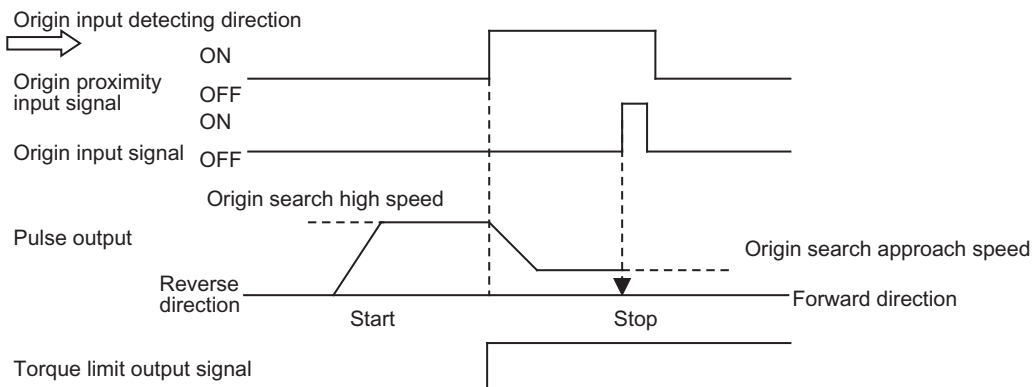 Origin input detecting direction
ON
Origin proximity
input signal
OFF
ON
Origin input signal
OFF
Origin search high speed
Pulse output
Origin search approach speed
Reverse
direction
Forward direction
Start
Stop
Torque limit output signal